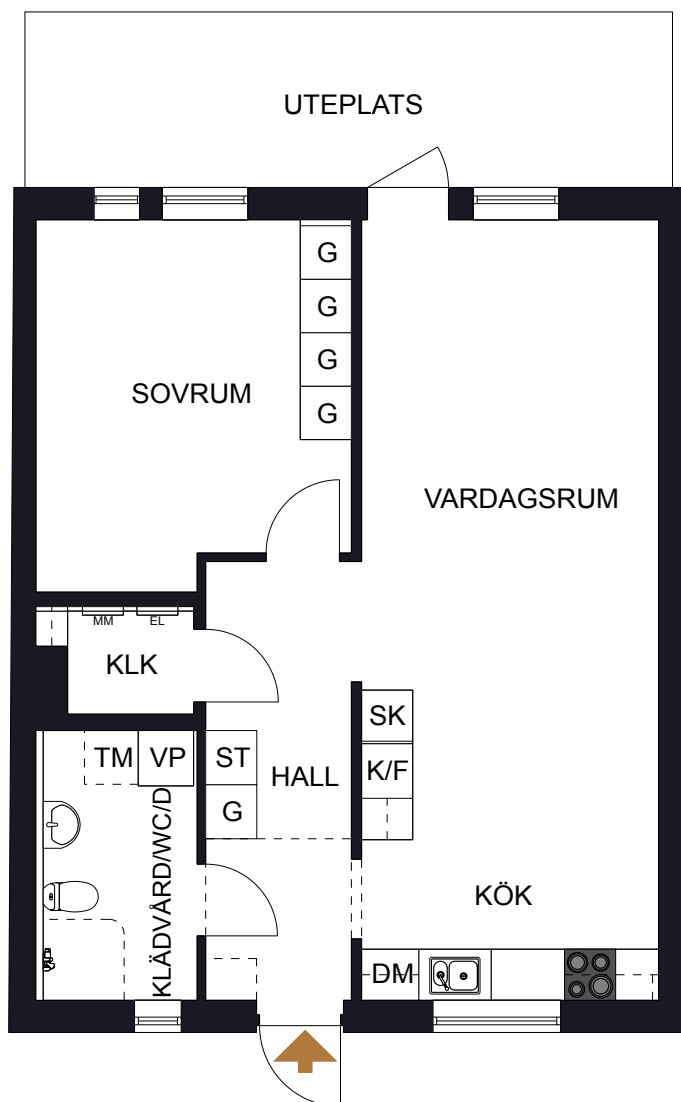 UTEPLATS
G
G
G
G
SOVRUM
VARDAGSRUM
MM
EL
KLK
SK
TM
VP
ST
K/F
HALL
G
KLÄDVÅRD/WC/D
KÖK
DM